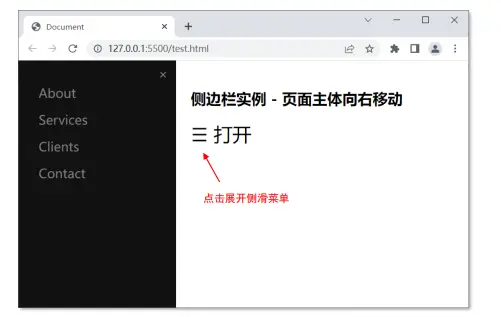 Document
127.0.0.1:5500/test.html
About
Services
Clients
Contact
侧边栏实例 - 页面主体向右移动
☰ 打开
点击展开侧滑菜单